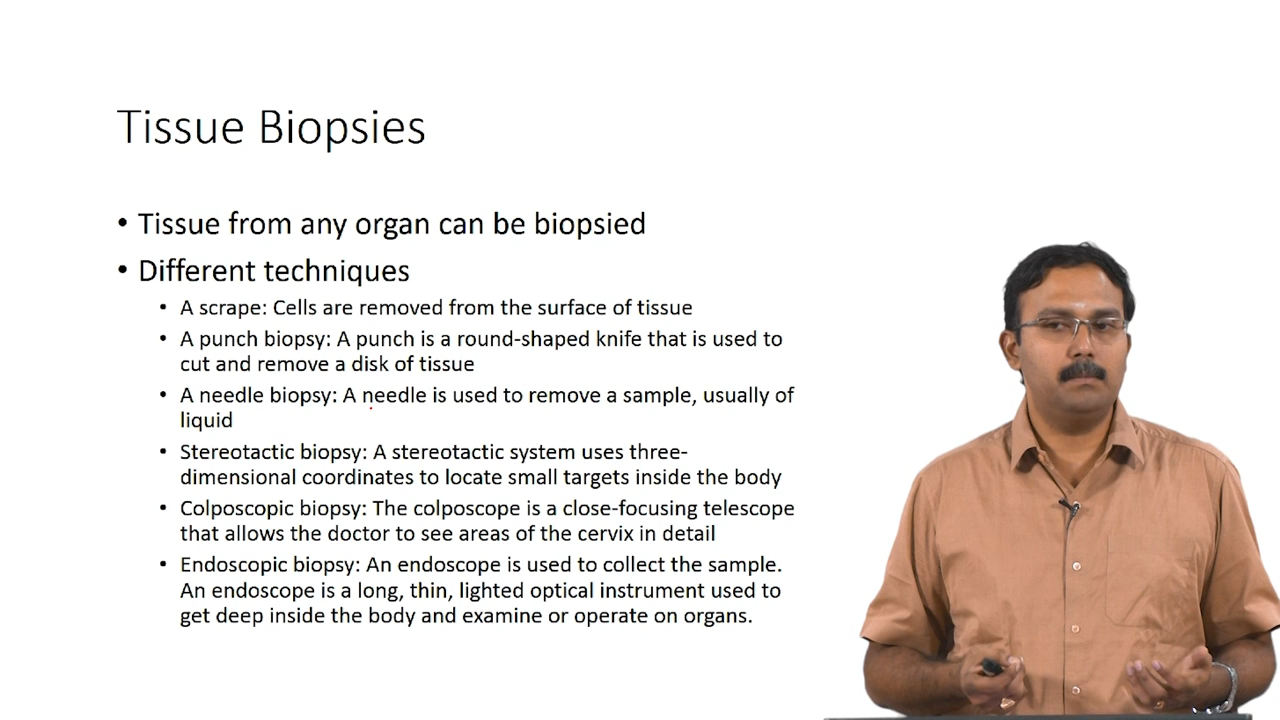 Tissue Biopsies
• Tissue from any organ can be biopsied
• Different techniques
• A scrape: Cells are removed from the surface of tissue
• A punch biopsy: A punch is a round-shaped knife that is used to
cut and remove a disk of tissue
• A needle biopsy: A needle is used to remove a sample, usually of
liquid
• Stereotactic biopsy: A stereotactic system uses three-
dimensional coordinates to locate small targets inside the body
• Colposcopic biopsy: The colposcope is a close-focusing telescope
that allows the doctor to see areas of the cervix in detail
• Endoscopic biopsy: An endoscope is used to collect the sample.
An endoscope is a long, thin, lighted optical instrument used to
get deep inside the body and examine or operate on organs.